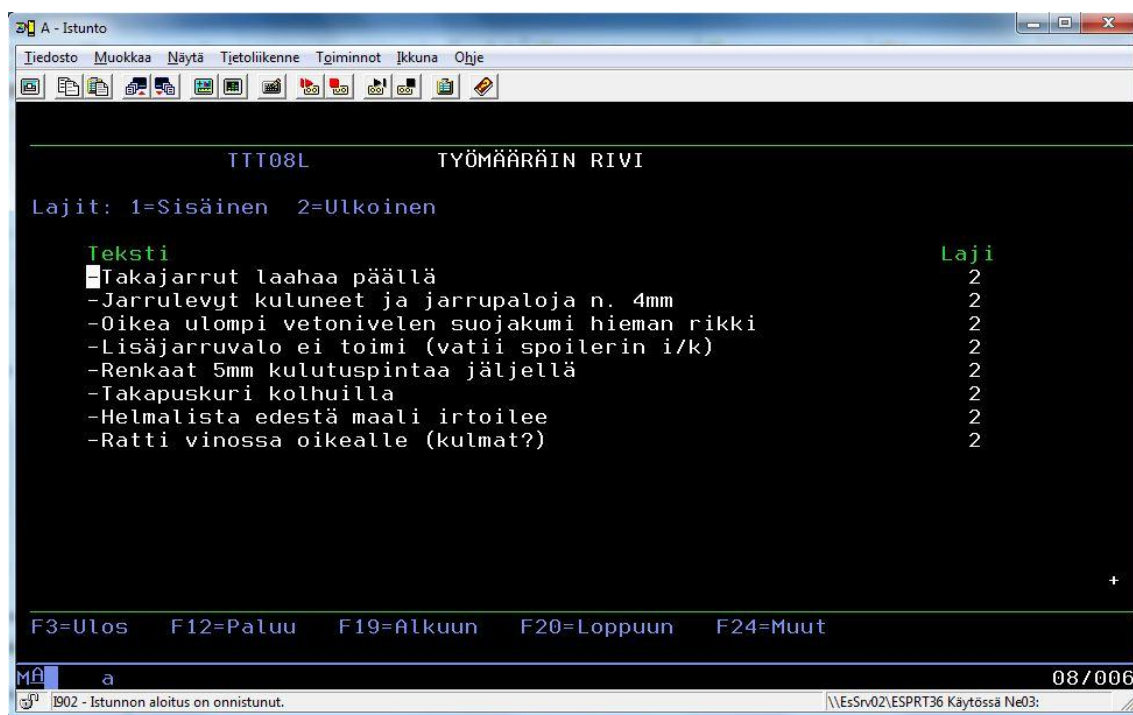 A - Istunto
Tiedosto Muokkaa Näytä Tietoliikenne Toiminnot Ikkuna Ohje
TTT08L TYÖMÄÄRÄIN RIVI
Lajit: 1=Sisäinen 2=Ulkoinen
Teksti Laji
-Takajarrut laahaa päällä 2
-Jarrulevyt kuluneet ja jarrupaloja n. 4mm 2
-Oikea ulompi vetonivelen suojakumi hieman rikki 2
-Lisäjarruvalo ei toimi (vatii spoilerin i/k) 2
-Renkaat 5mm kulutuspintaa jäljellä 2
-Takapuskuri kolhuilla 2
-Helmalista edestä maali irtoilee 2
-Ratti vinossa oikealle (kulmat?) 2
+
F3=Ulos F12=Paluu F19=Alkuun F20=Loppuun F24=Muut
MA a 08/006
I902 - Istunnon aloitus on onnistunut. \\EsSrv02\ESPRT36 Käytössä Ne03: